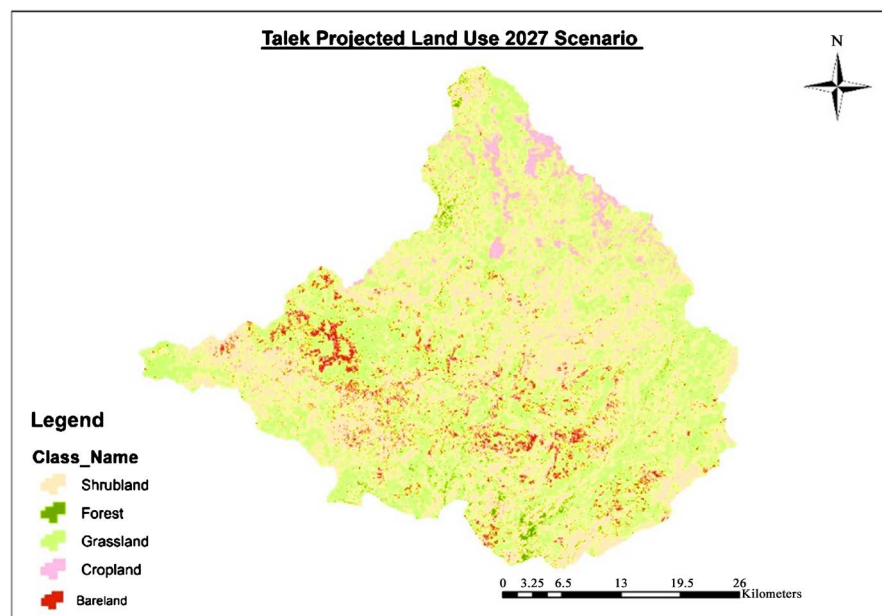 Talek Projected Land Use 2027 Scenario
N
Legend
Class_Name
Shrubland
Forest
Grassland
Cropland
Bareland
0 3.25 6.5 13 19.5 26
Kilometers